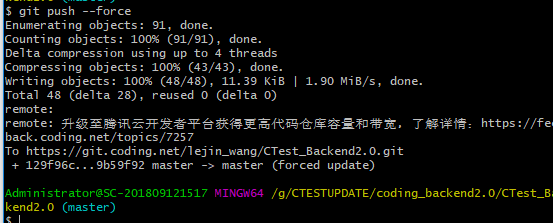 $ git push --force
Enumerating objects: 91, done.
Counting objects: 100% (91/91), done.
Delta compression using up to 4 threads
Compressing objects: 100% (43/43), done.
Writing objects: 100% (48/48), 11.39 KiB | 1.90 MiB/s, done.
Total 48 (delta 28), reused 0 (delta 0)
remote:
remote: 升级至腾讯云开发者平台获得更高代码仓库容量和带宽，了解详情：https://fee
back.coding.net/topics/7257
To https://git.coding.net/lejin_wang/CTest_Backend2.0.git
 + 129f96c...9b59f92 master -> master (forced update)
Administrator@SC-201809121517 MINGW64 /g/CTESTUPDATE/coding_backend2.0/CTest_Ba
kend2.0 (master)
$